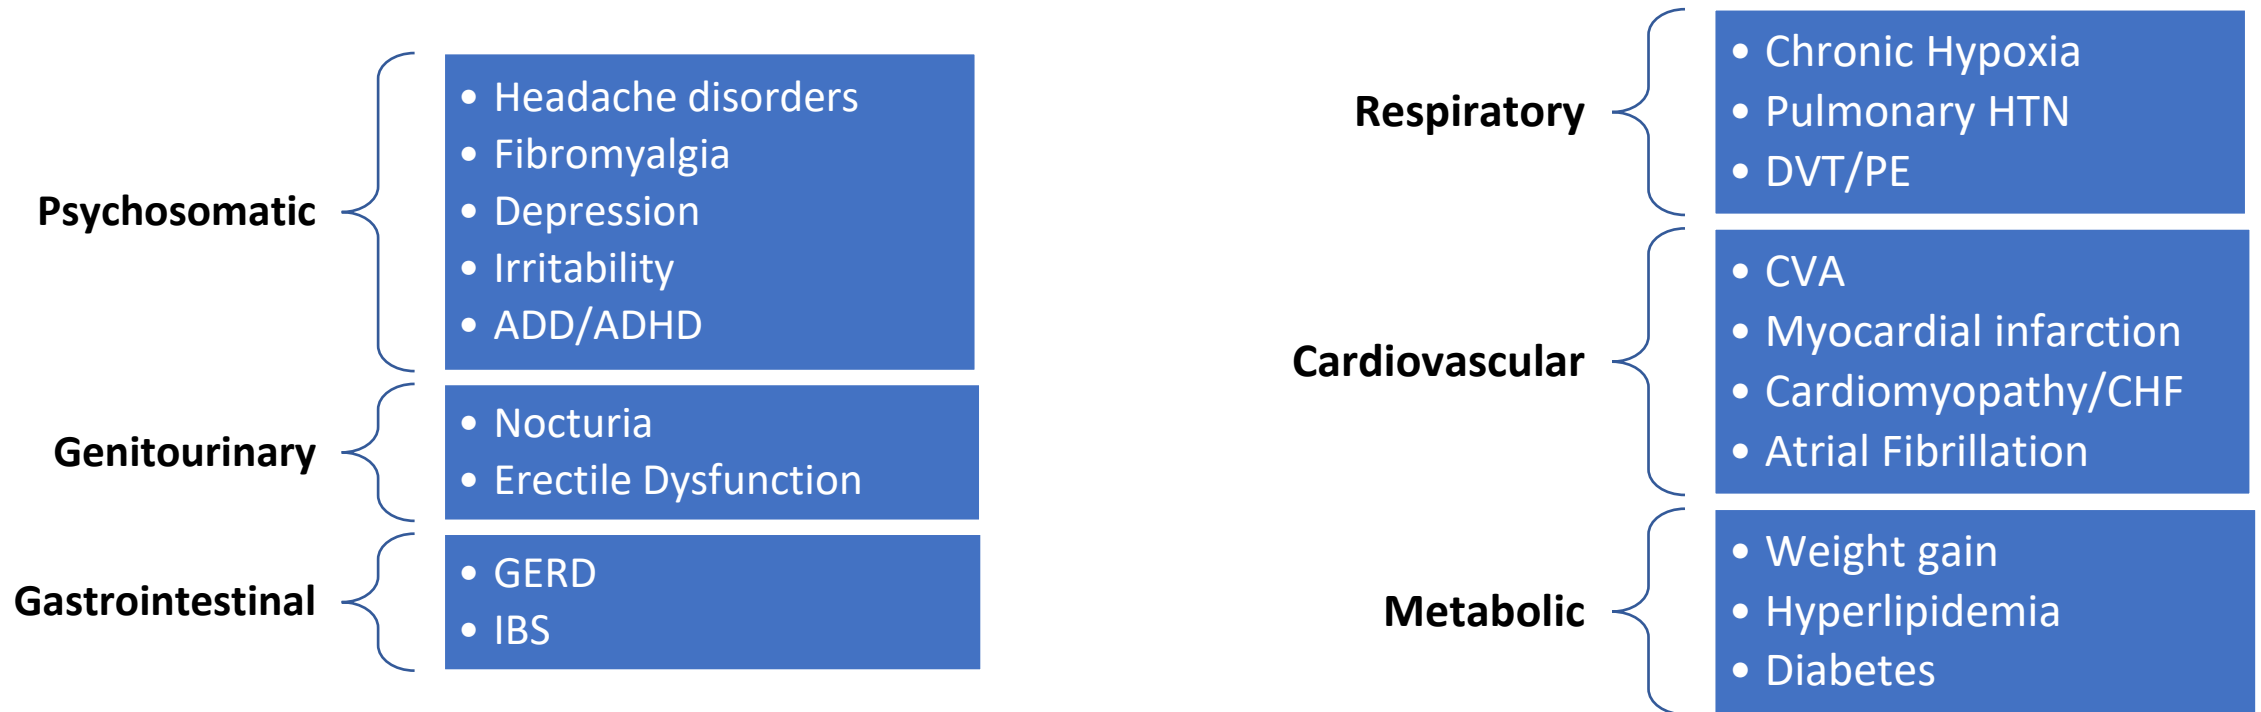 Psychosomatic
• Headache disorders
• Fibromyalgia
• Depression
• Irritability
• ADD/ADHD
Genitourinary
• Nocturia
• Erectile Dysfunction
Gastrointestinal
• GERD
• IBS
Respiratory
• Chronic Hypoxia
• Pulmonary HTN
• DVT/PE
Cardiovascular
• CVA
• Myocardial infarction
• Cardiomyopathy/CHF
• Atrial Fibrillation
Metabolic
• Weight gain
• Hyperlipidemia
• Diabetes